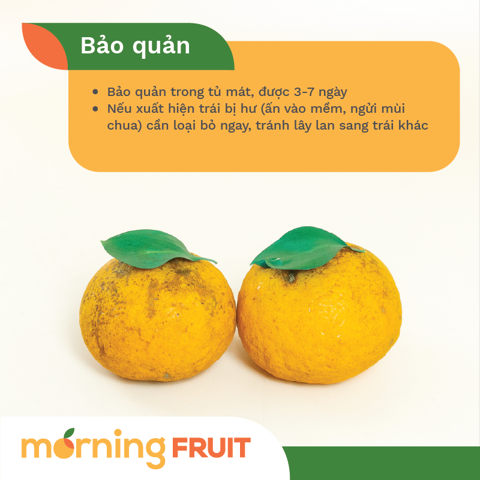 Bảo quản
• Bảo quản trong tủ mát, được 3-7 ngày
• Nếu xuất hiện trái bị hư (ấn vào mềm, ngửi mùi
chua) cần loại bỏ ngay, tránh lây lan sang trái khác
morning FRUIT